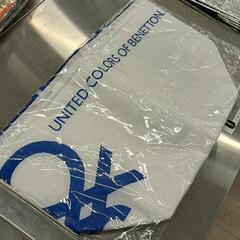 UNITED COLORS OF BENETTON.